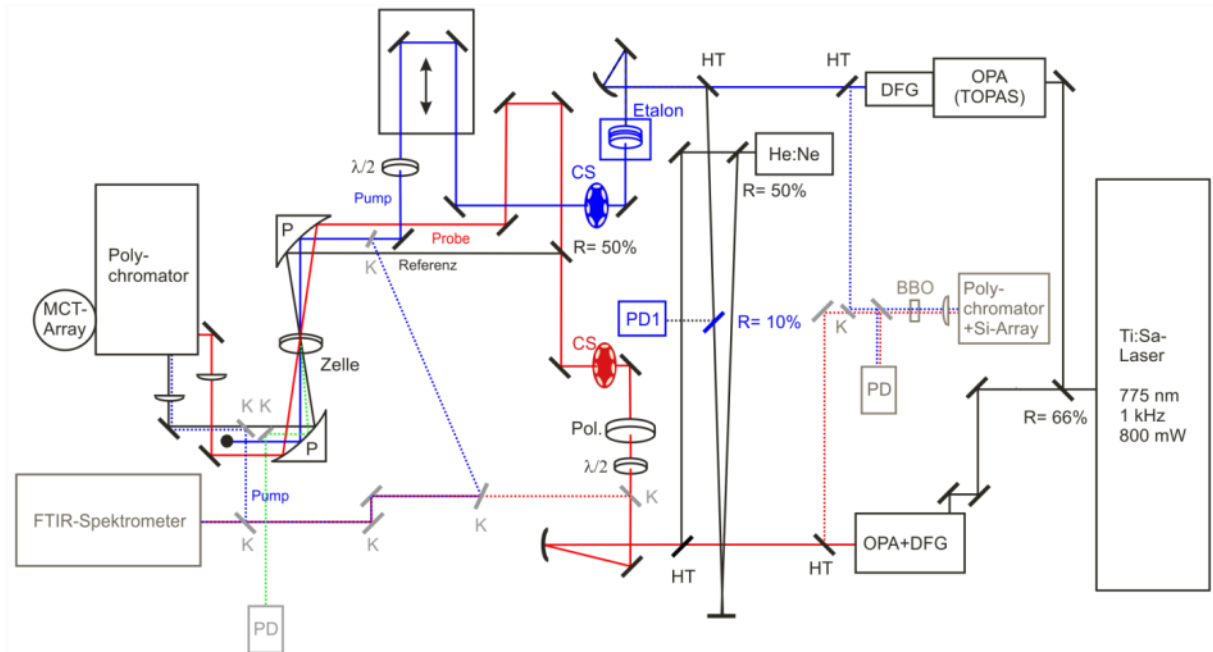 HT
HT
DFG
OPA
(TOPAS)
Etalon
He:Ne
R= 50%
λ/2
CS
Pump
P
Probe
R= 50%
K
Referenz
Poly-
chromator
MCT-
Array
Zelle
PD1
R= 10%
BBO
K
Poly-
chromator
+Si-Array
PD
Ti:Sa-
Laser
775 nm
1 kHz
800 mW
R= 66%
CS
Pol.
λ/2
K
K
K
P
Pump
FTIR-Spektrometer
K
K
K
HT
HT
OPA+DFG
PD